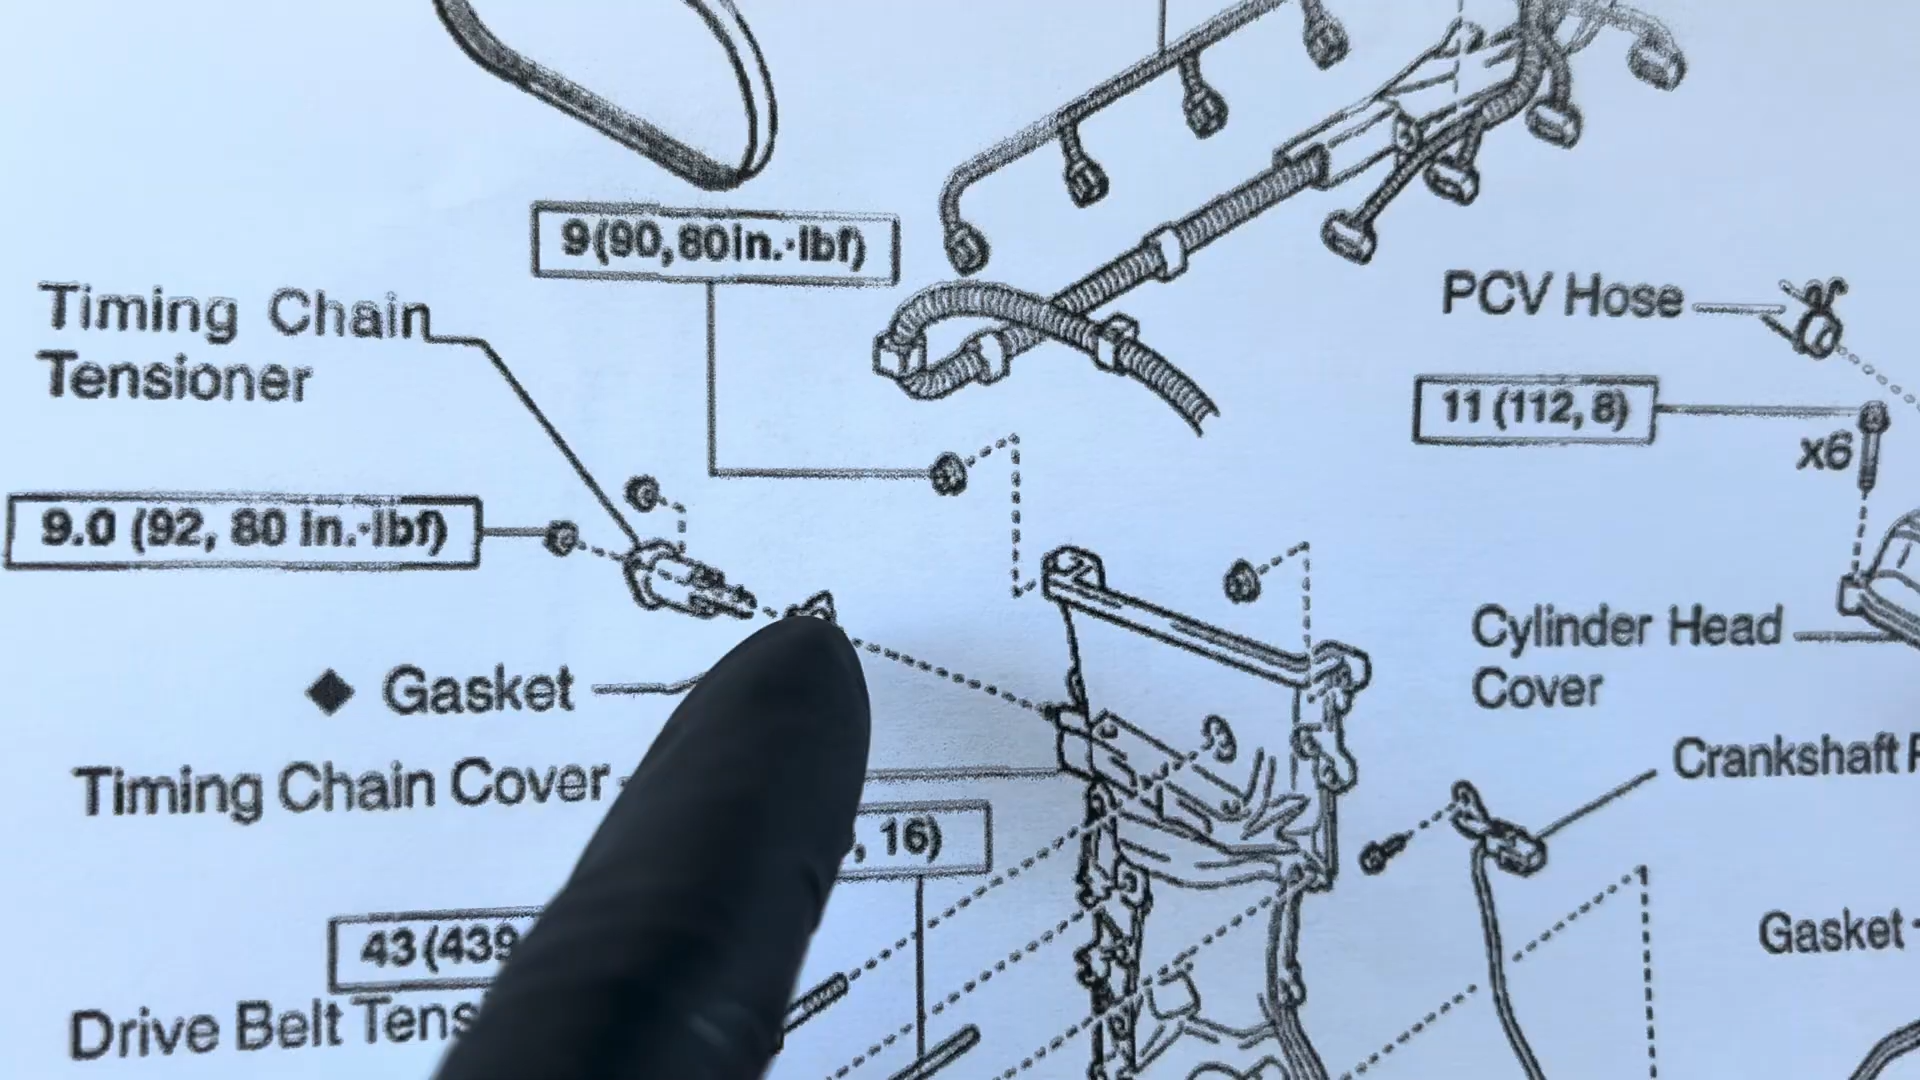 9(90,80in.·lbf)
Timing Chain
Tensioner
PCV Hose
11 (112, 8)
x6
9.0 (92, 80 in.·lbf)
Cylinder Head
Cover
◆ Gasket
Timing Chain Cover
Crankshaft
, 16)
43(439
Gasket
Drive Belt Tens